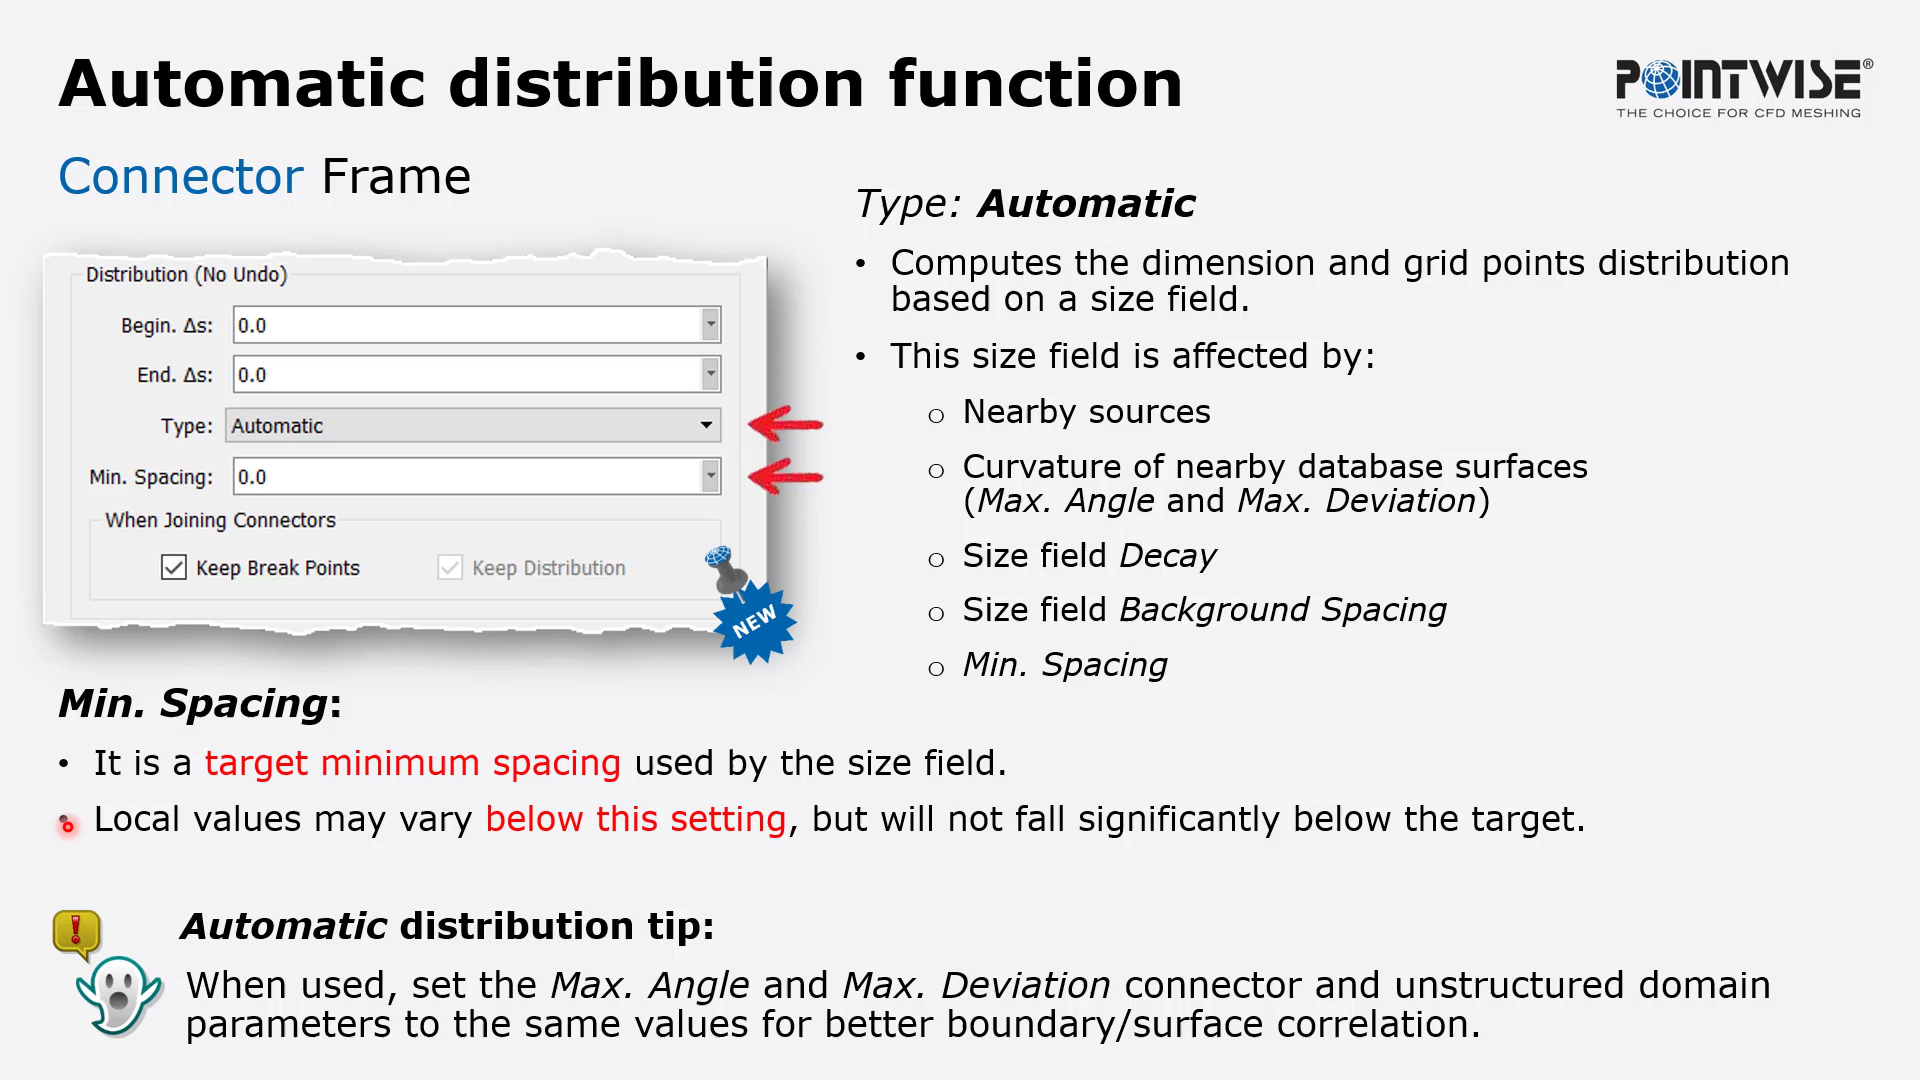 Automatic distribution function
POINTWISE®
THE CHOICE FOR CFD MESHING
Connector Frame
Distribution (No Undo)
Begin. Δs: 0.0
End. Δs: 0.0
Type: Automatic
Min. Spacing: 0.0
When Joining Connectors
Keep Break Points Keep Distribution
NEW
Type: Automatic
• Computes the dimension and grid points distribution
based on a size field.
• This size field is affected by:
o Nearby sources
o Curvature of nearby database surfaces
(Max. Angle and Max. Deviation)
o Size field Decay
o Size field Background Spacing
o Min. Spacing
Min. Spacing:
• It is a target minimum spacing used by the size field.
• Local values may vary below this setting, but will not fall significantly below the target.
!
Automatic distribution tip:
When used, set the Max. Angle and Max. Deviation connector and unstructured domain
parameters to the same values for better boundary/surface correlation.